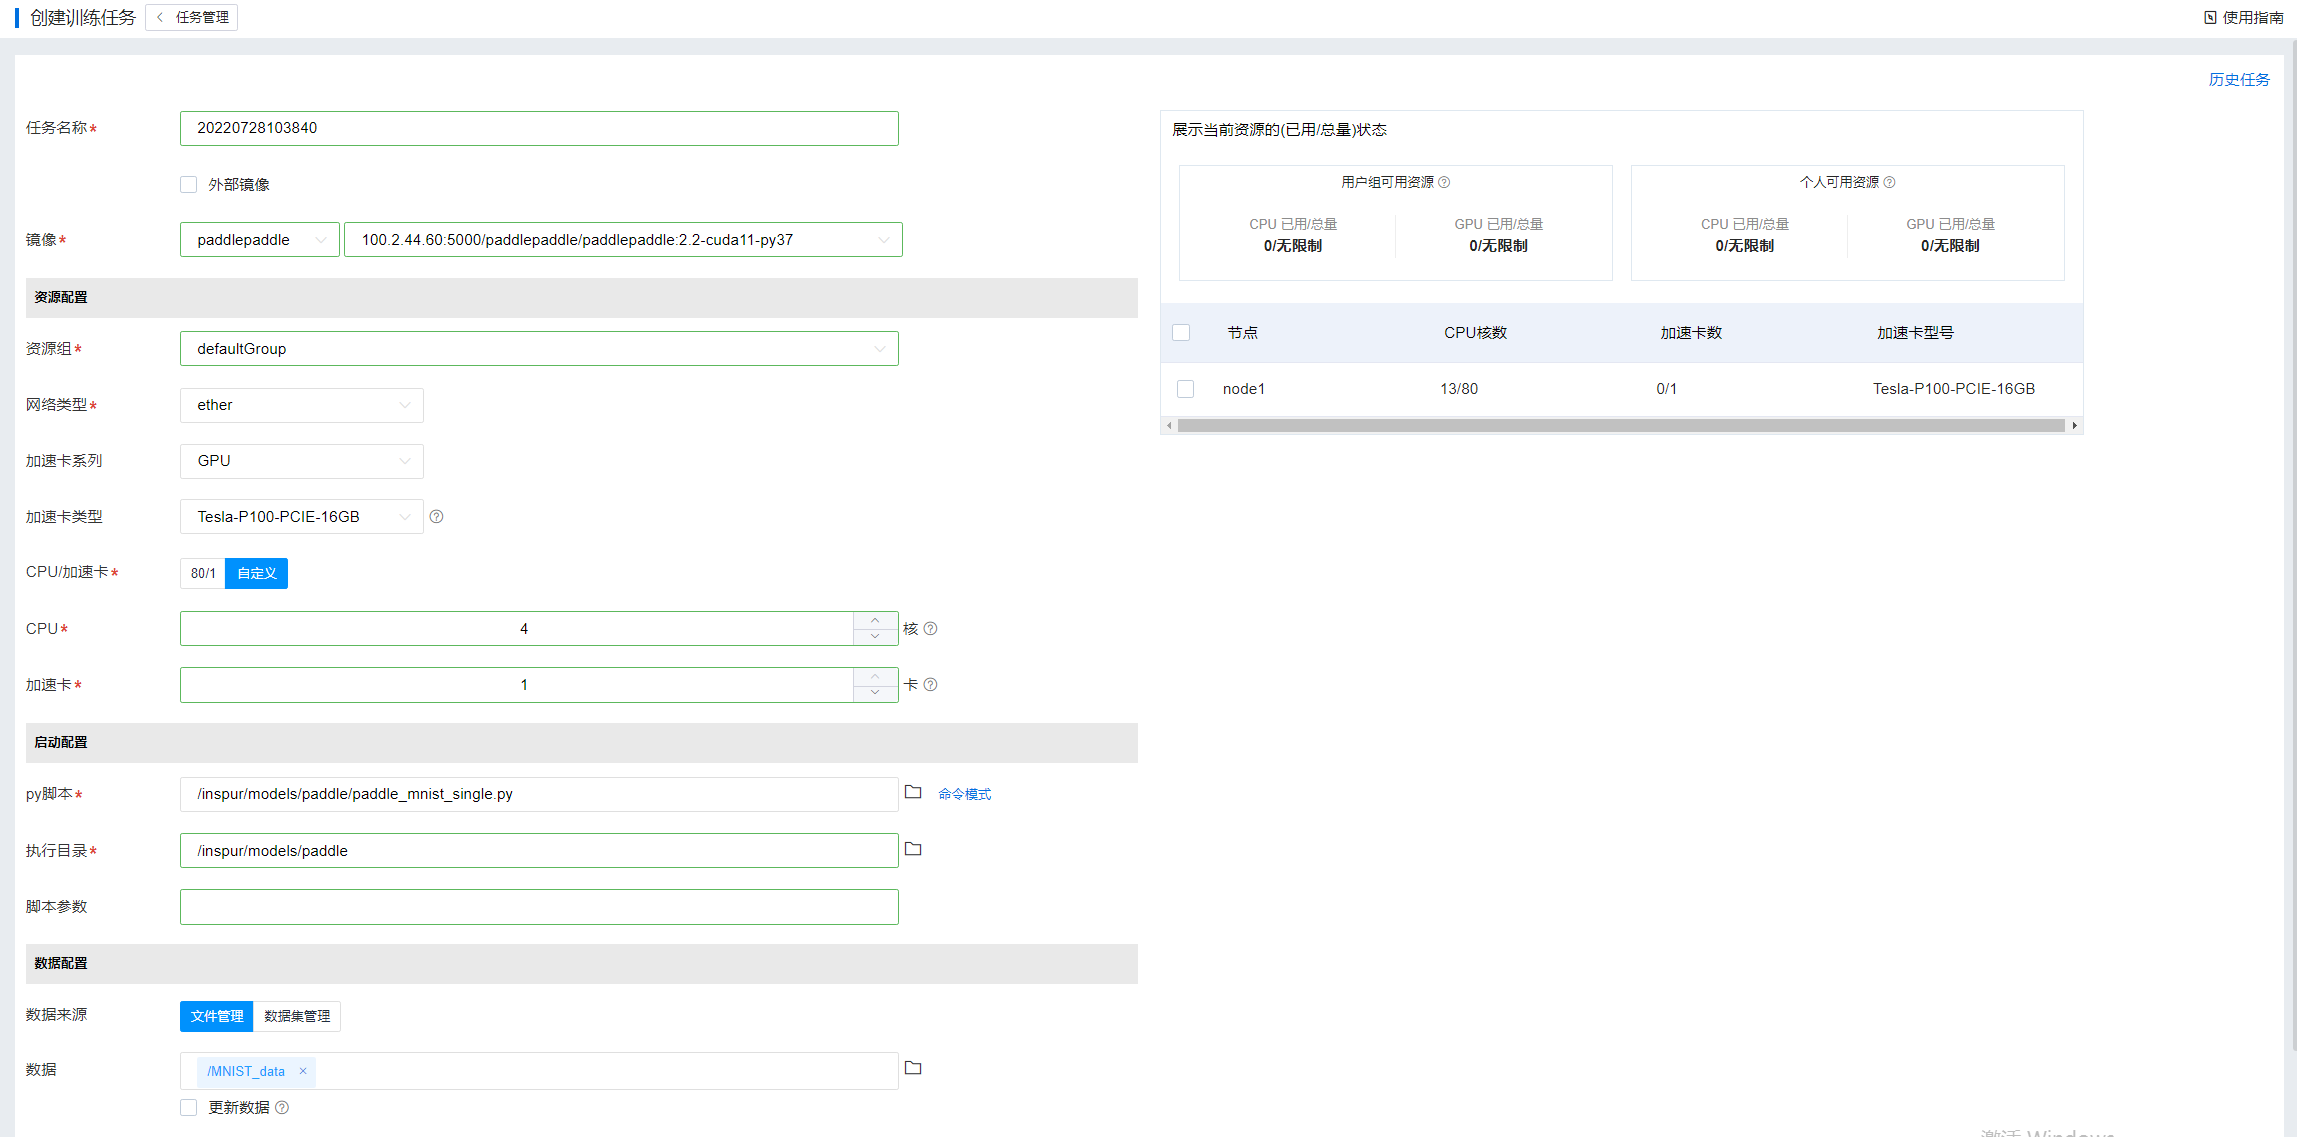 创建训练任务
任务管理
使用指南
历史任务
任务名称*
20220728103840
外部镜像
镜像*
paddlepaddle
100.2.44.60:5000/paddlepaddle/paddlepaddle:2.2-cuda11-py37
资源配置
资源组*
defaultGroup
网络类型*
ether
加速卡系列
GPU
加速卡类型
Tesla-P100-PCIE-16GB
CPU/加速卡*
80/1
自定义
CPU*
4
核
加速卡*
1
卡
启动配置
py脚本*
/inspur/models/paddle/paddle_mnist_single.py
命令模式
执行目录*
/inspur/models/paddle
脚本参数
数据配置
数据来源
文件管理
数据集管理
数据
/MNIST_data ×
更新数据
展示当前资源的(已用/总量)状态
用户组可用资源
CPU 已用/总量
0/无限制
GPU 已用/总量
0/无限制
个人可用资源
CPU 已用/总量
0/无限制
GPU 已用/总量
0/无限制
节点 CPU核数 加速卡数 加速卡型号
node1 13/80 0/1 Tesla-P100-PCIE-16GB
激活 Windows